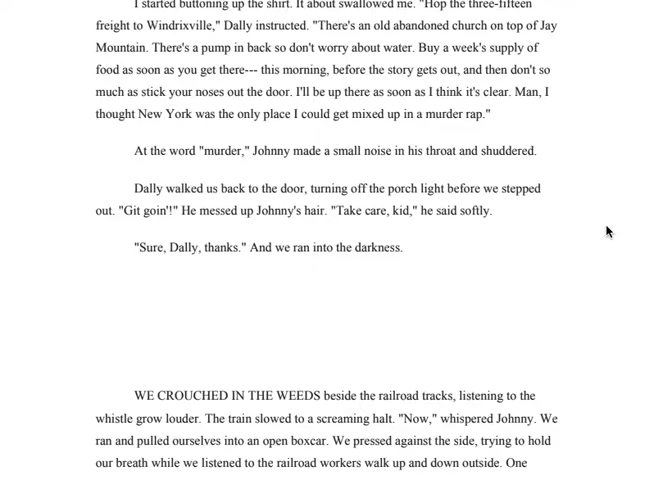 I started buttoning up the shirt. It about swallowed me. "Hop the three-fifteen
freight to Windrixville," Dally instructed. "There's an old abandoned church on top of Jay
Mountain. There's a pump in back so don't worry about water. Buy a week's supply of
food as soon as you get there--- this morning, before the story gets out, and then don't so
much as stick your noses out the door. I'll be up there as soon as I think it's clear. Man, I
thought New York was the only place I could get mixed up in a murder rap."
At the word "murder," Johnny made a small noise in his throat and shuddered.
Dally walked us back to the door, turning off the porch light before we stepped
out. "Git goin'!" He messed up Johnny's hair. "Take care, kid," he said softly.
"Sure, Dally, thanks." And we ran into the darkness.
WE CROUCHED IN THE WEEDS beside the railroad tracks, listening to the
whistle grow louder. The train slowed to a screaming halt. "Now," whispered Johnny. We
ran and pulled ourselves into an open boxcar. We pressed against the side, trying to hold
our breath while we listened to the railroad workers walk up and down outside. One